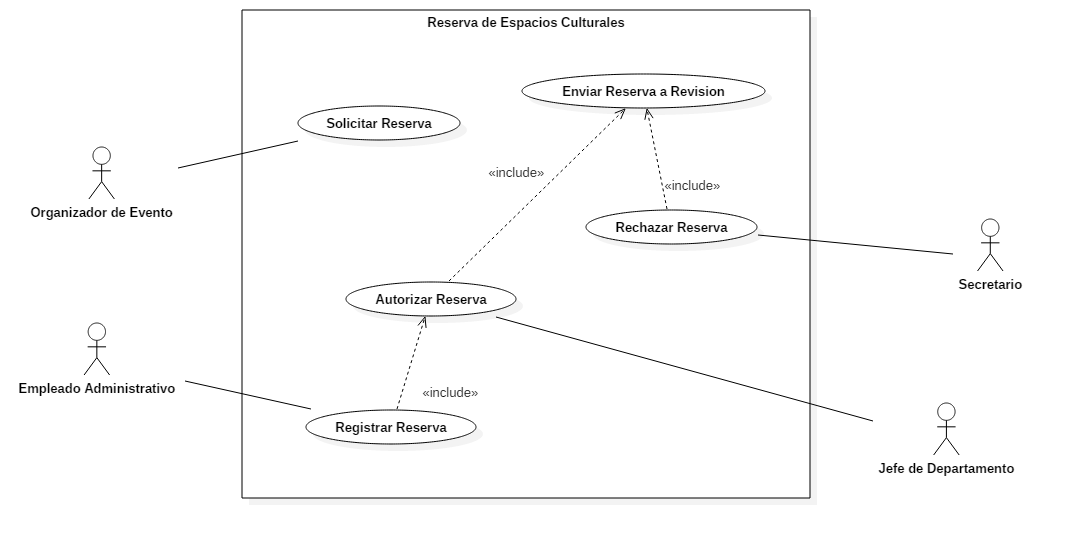 Reserva de Espacios Culturales
Enviar Reserva a Revision
Solicitar Reserva
«include»
«include»
Organizador de Evento
Rechazar Reserva
Secretario
Autorizar Reserva
Empleado Administrativo
«include»
Registrar Reserva
Jefe de Departamento